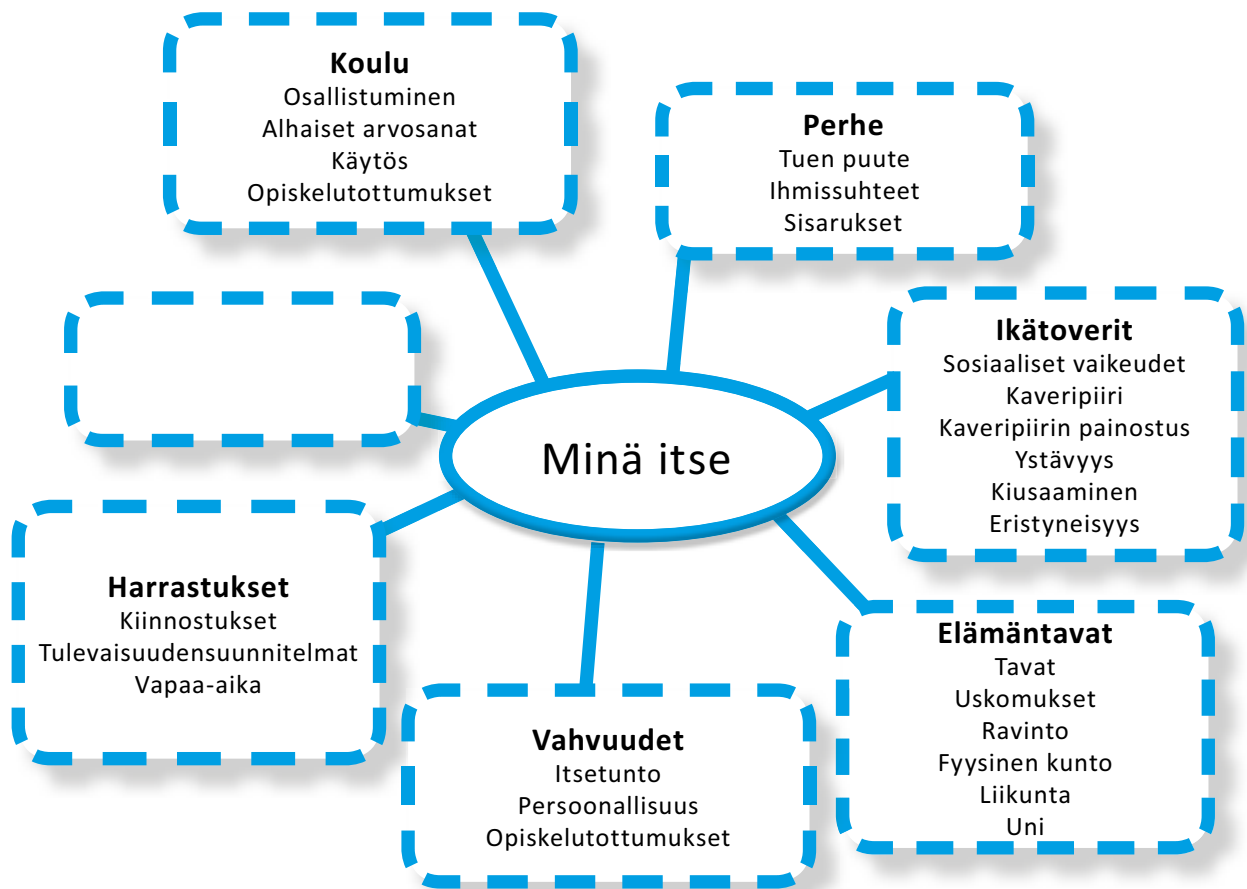 Koulu
Osallistuminen
Alhaiset arvosanat
Käytös
Opiskelutottumukset
Perhe
Tuen puute
Ihmissuhteet
Sisarukset
Ikätoverit
Sosiaaliset vaikeudet
Kaveripiiri
Kaveripiirin painostus
Ystävyys
Kiusaaminen
Eristyneisyys
Minä itse
Harrastukset
Kiinnostukset
Tulevaisuudensuunnitelmat
Vapaa-aika
Vahvuudet
Itsetunto
Persoonallisuus
Opiskelutottumukset
Elämäntavat
Tavat
Uskomukset
Ravinto
Fyysinen kunto
Liikunta
Uni